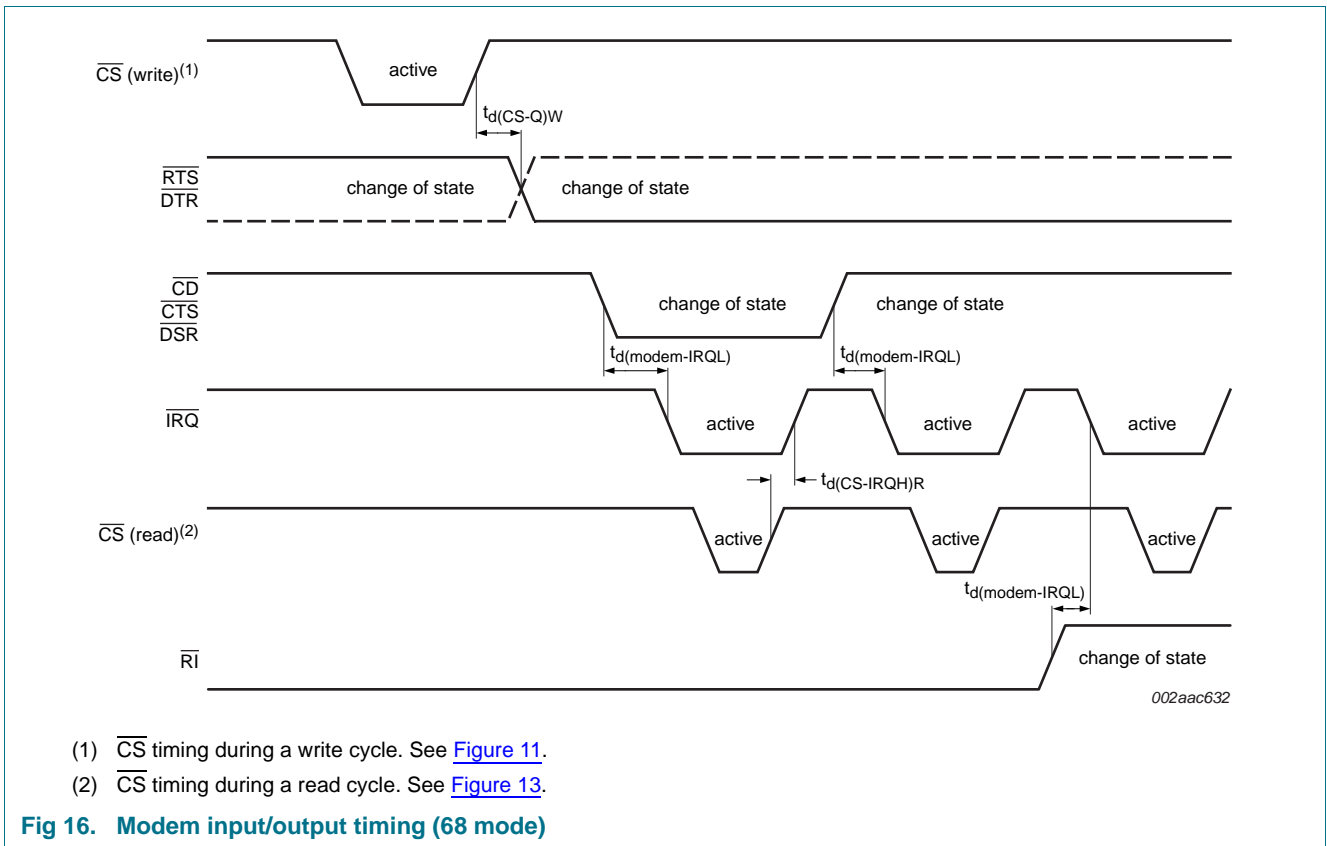 CS (write)(1)
active
td(CS-Q)W
RTS
DTR
change of state
change of state
CD
CTS
DSR
change of state
change of state
td(modem-IRQL)
td(modem-IRQL)
IRQ
active
active
active
td(CS-IRQH)R
CS (read)(2)
active
active
active
td(modem-IRQL)
RI
change of state
002aac632
(1) CS timing during a write cycle. See Figure 11.
(2) CS timing during a read cycle. See Figure 13.
Fig 16. Modem input/output timing (68 mode)